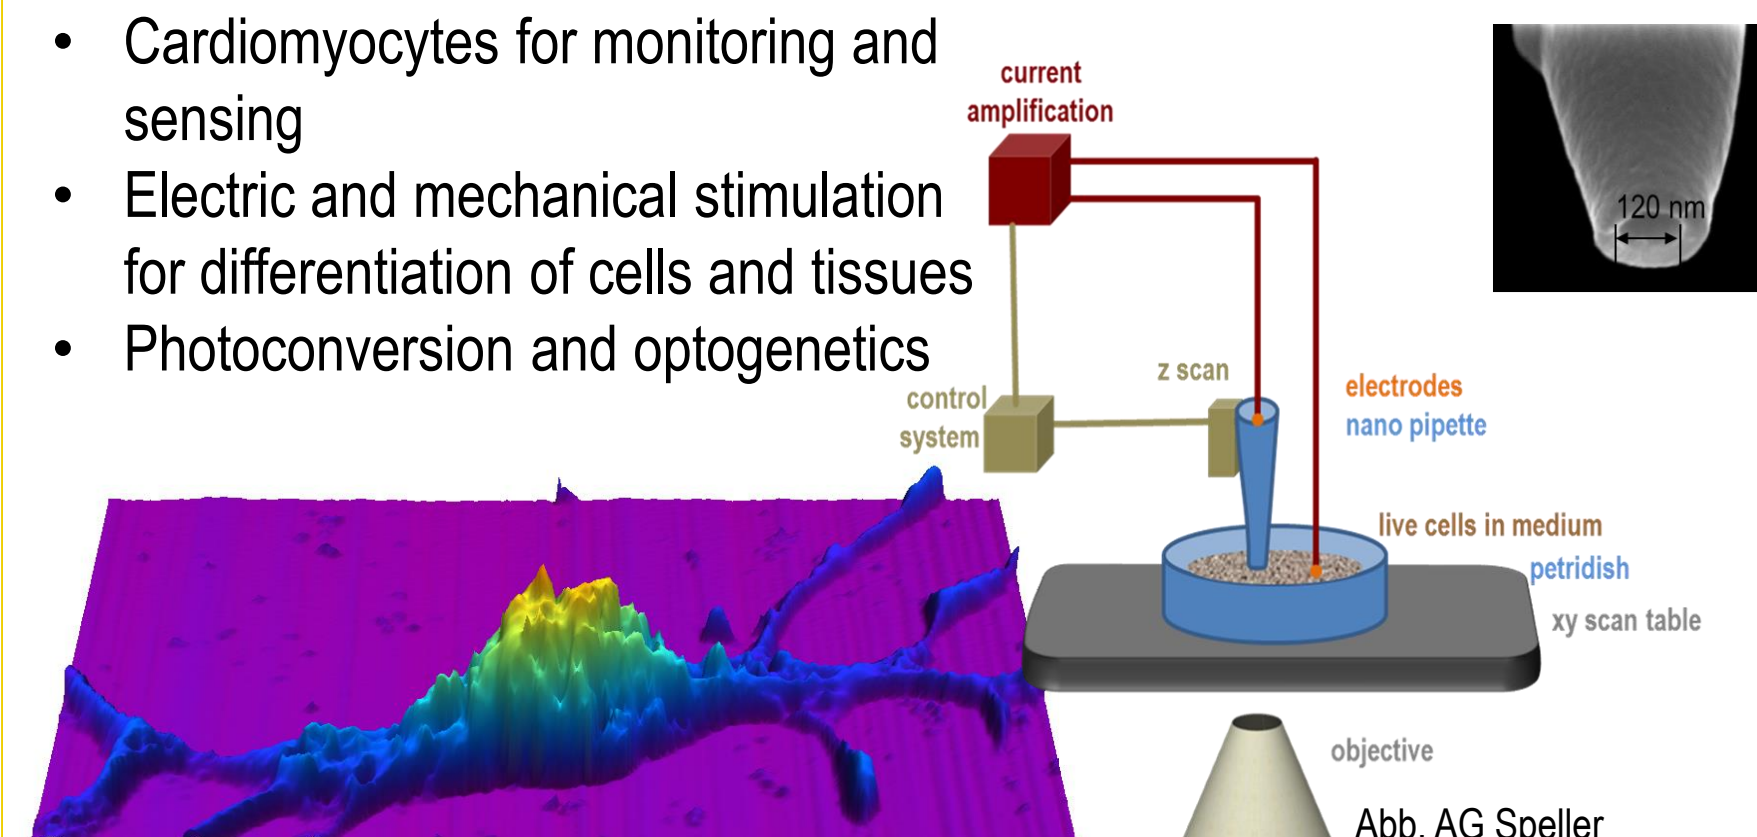 • Cardiomyocytes for monitoring and
sensing
• Electric and mechanical stimulation
for differentiation of cells and tissues
• Photoconversion and optogenetics
current
amplification
120 nm
z scan
control
system
electrodes
nano pipette
live cells in medium
petridish
xy scan table
objective
Abb. AG Speller